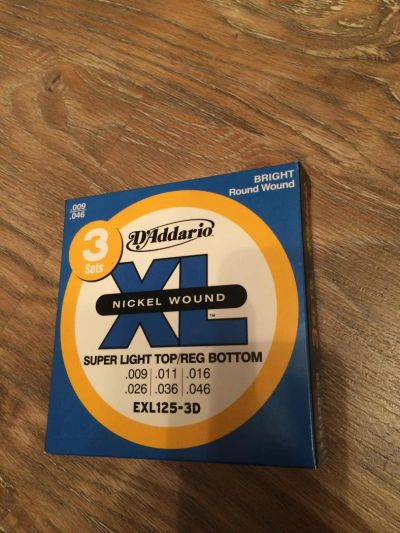 BRIGHT
Round Wound
.009
.046
3
Sets
D'Addario
XL
NICKEL WOUND
™
SUPER LIGHT TOP/REG BOTTOM
.009 | .011 | .016
.026 | .036 | .046
EXL125-3D